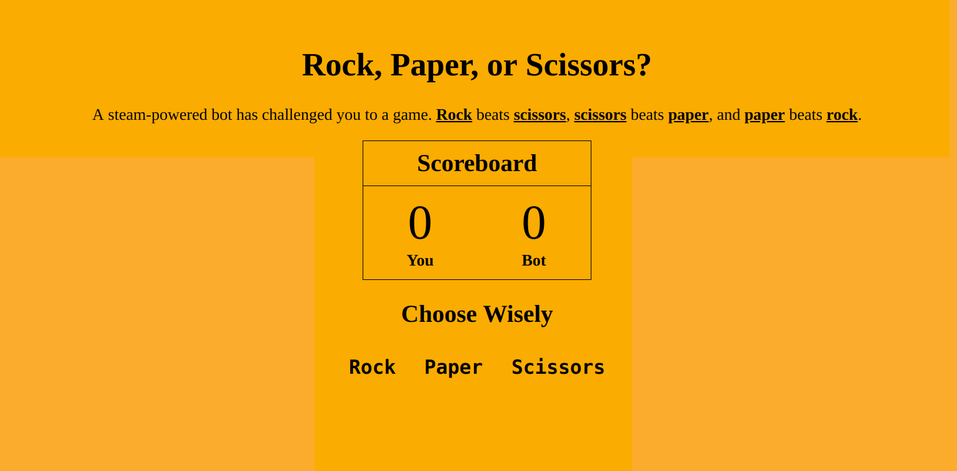 Rock, Paper, or Scissors?
A steam-powered bot has challenged you to a game. Rock beats scissors, scissors beats paper, and paper beats rock.
Scoreboard
0 0
You Bot
Choose Wisely
Rock Paper Scissors